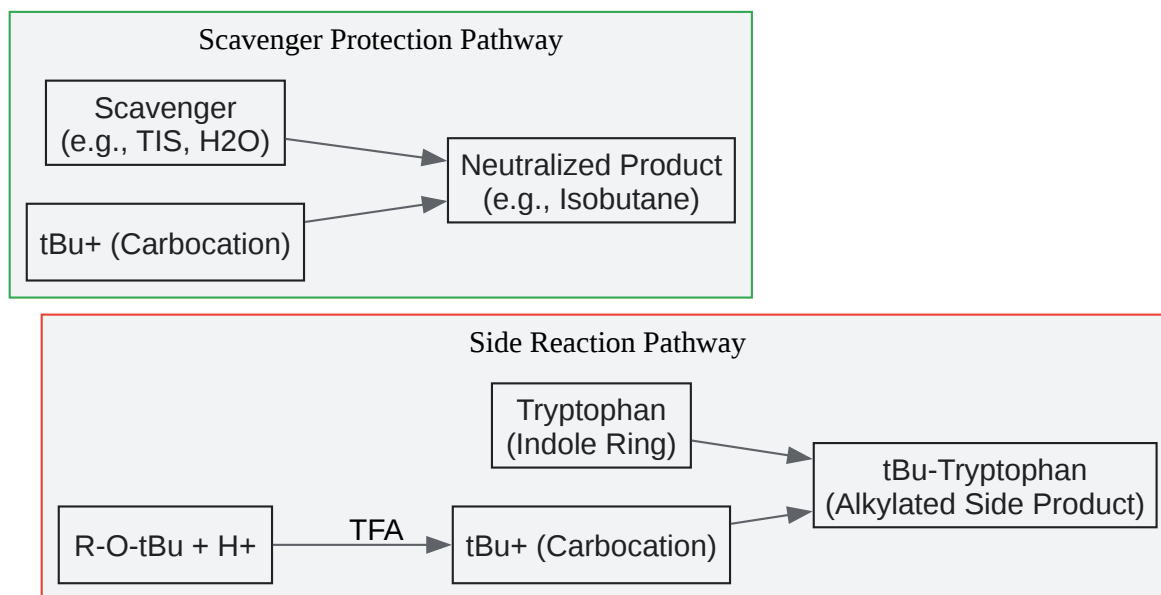 Scavenger Protection Pathway
Scavenger
(e.g., TIS, H2O)
Neutralized Product
(e.g., Isobutane)
tBu+ (Carbocation)
Side Reaction Pathway
Tryptophan
(Indole Ring)
tBu-Tryptophan
(Alkylated Side Product)
R-O-tBu + H+
TFA
tBu+ (Carbocation)